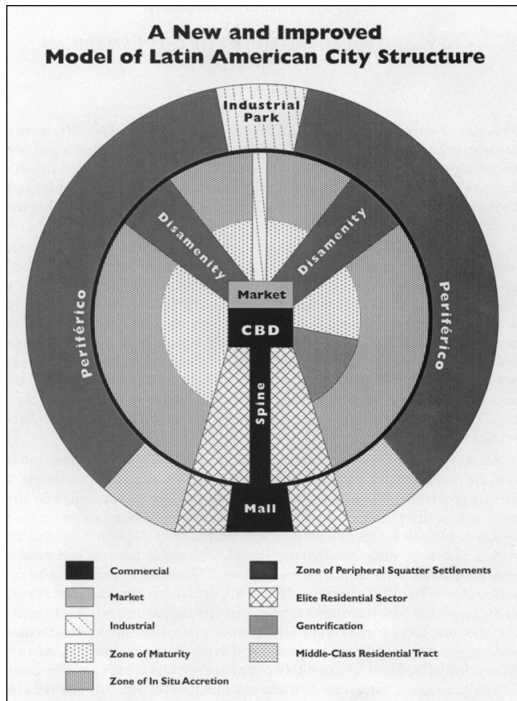 A New and Improved
Model of Latin American City Structure
Industrial
Park
Disamenity
Disamenity
Market
CBD
Periférico
Periférico
Spine
Mall
Commercial
Market
Industrial
Zone of Maturity
Zone of In Situ Accretion
Zone of Peripheral Squatter Settlements
Elite Residential Sector
Gentrification
Middle-Class Residential Tract